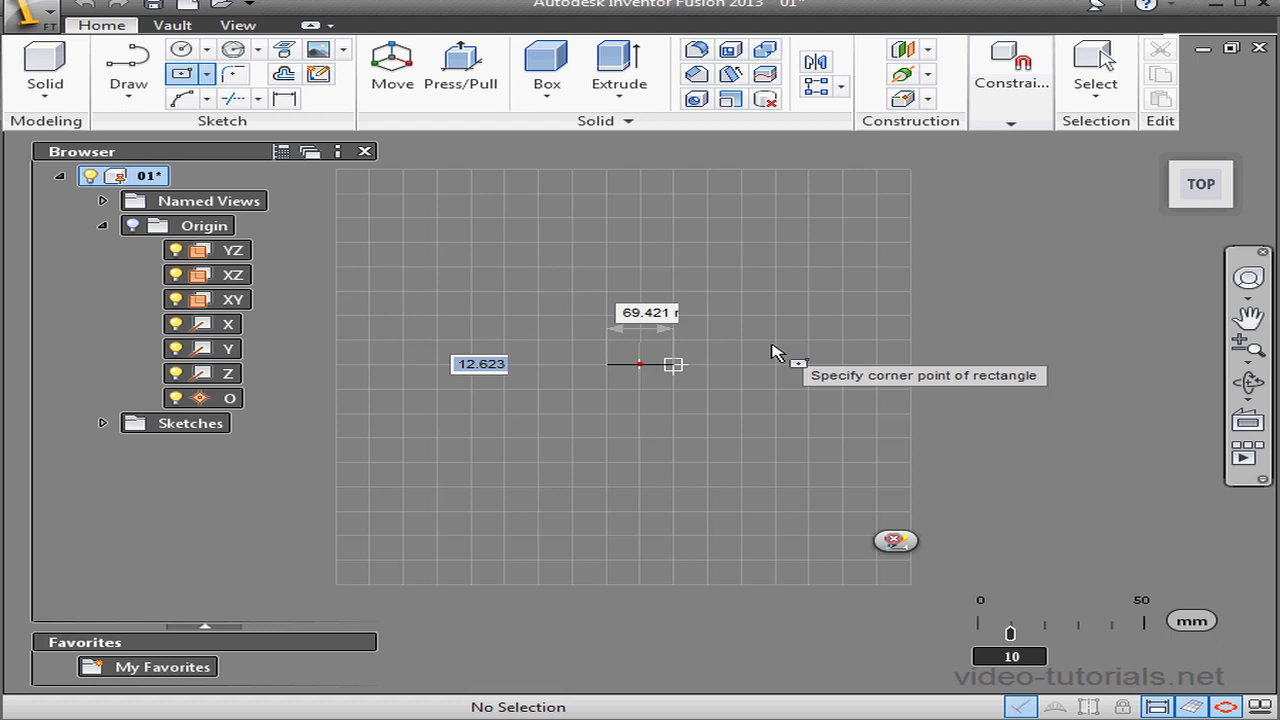 Autodesk Inventor Fusion 2013 01*
FT
Home Vault View
Solid Draw Move Press/Pull Box Extrude Constrai... Select
Modeling Sketch Solid Construction Selection Edit
Browser
01*
Named Views
Origin
YZ
XZ
XY
X
Y
Z
O
Sketches
TOP
69.421
12.623
Specify corner point of rectangle
0 50
mm
10
Favorites
My Favorites
video-tutorials.net
No Selection